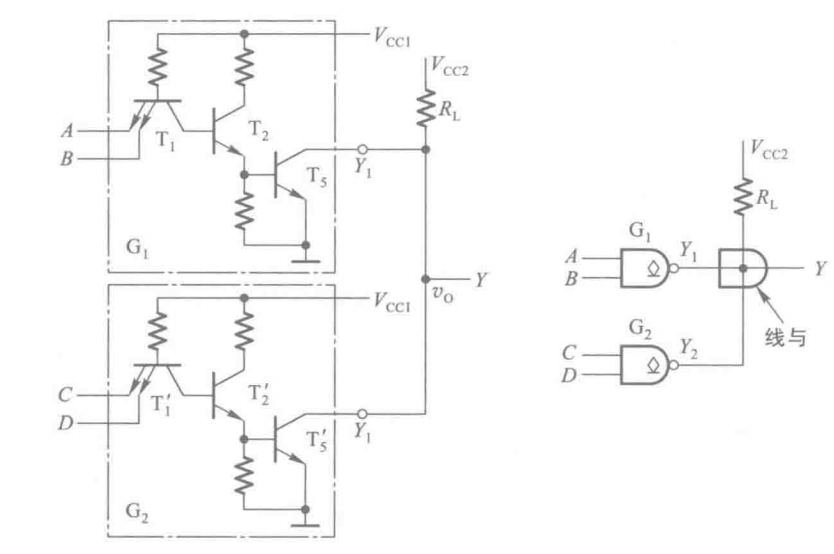 V_CC1
V_CC2
R_L
A
B
T_1
T_2
T_5
Y_1
G_1
v_O
Y
V_CC1
C
D
T'_1
T'_2
T'_5
Y_1
G_2
V_CC2
R_L
G_1
A
B
Y_1
Y
G_2
C
D
Y_2
线与